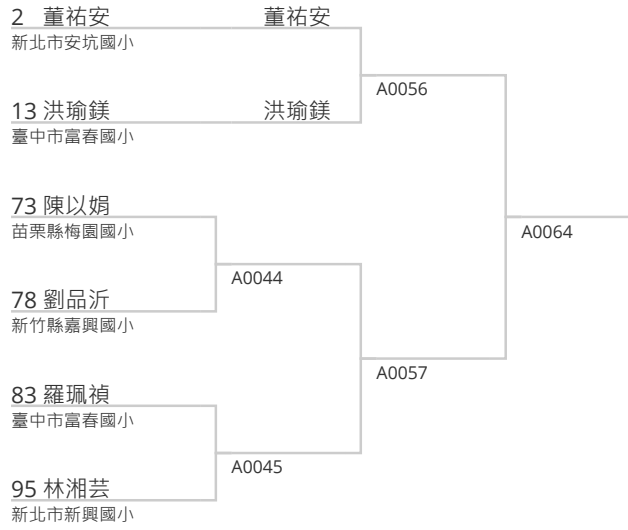 2 董祐安 董祐安
新北市安坑國小
A0056
13 洪瑜鎂 洪瑜鎂
臺中市富春國小
73 陳以娟
苗栗縣梅園國小
A0064
A0044
78 劉品沂
新竹縣嘉興國小
A0057
83 羅珮禎
臺中市富春國小
A0045
95 林湘芸
新北市新興國小